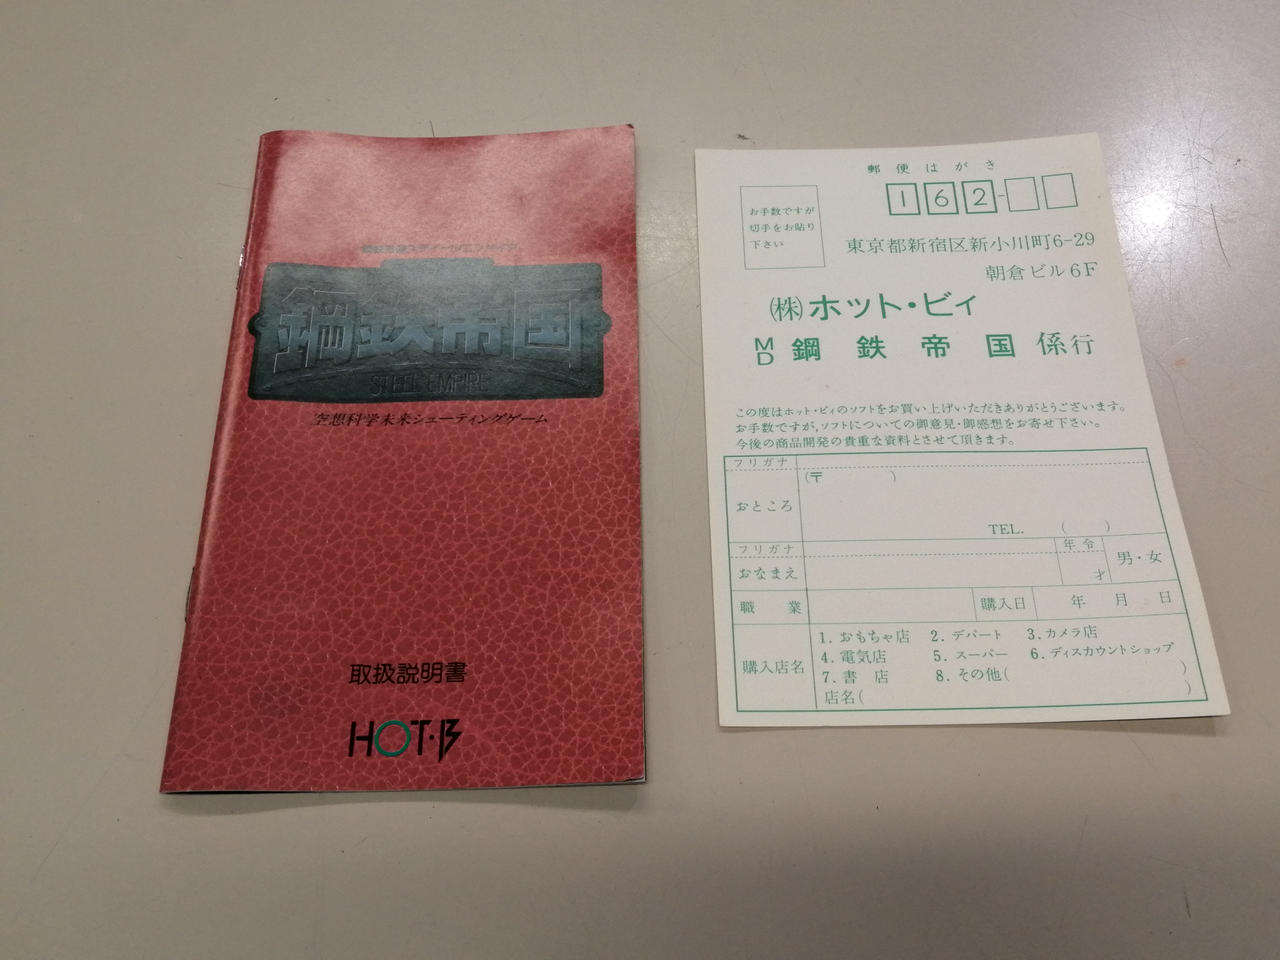 鋼鉄帝国
STEEL EMPIRE
空想科学未来シューティングゲーム
取扱説明書
HOT・B
郵便はがき
162-
お手数ですが
切手をお貼り
下さい
東京都新宿区新小川町6-29
朝倉ビル6F
㈱ホット・ビィ
MD 鋼鉄帝国 係行
この度はホット・ビィのソフトをお買い上げいただきありがとうございます。
お手数ですが,ソフトについての御意見・御感想をお寄せ下さい。
今後の商品開発の貴重な資料とさせて頂きます。
フリガナ
おところ (〒 )
TEL. ( )
フリガナ 年令
おなまえ 才 男・女
職業 購入日 年 月 日
購入店名
1. おもちゃ店 2. デパート 3. カメラ店
4. 電気店 5. スーパー 6. ディスカウントショップ
7. 書店 8. その他( )
店名( )